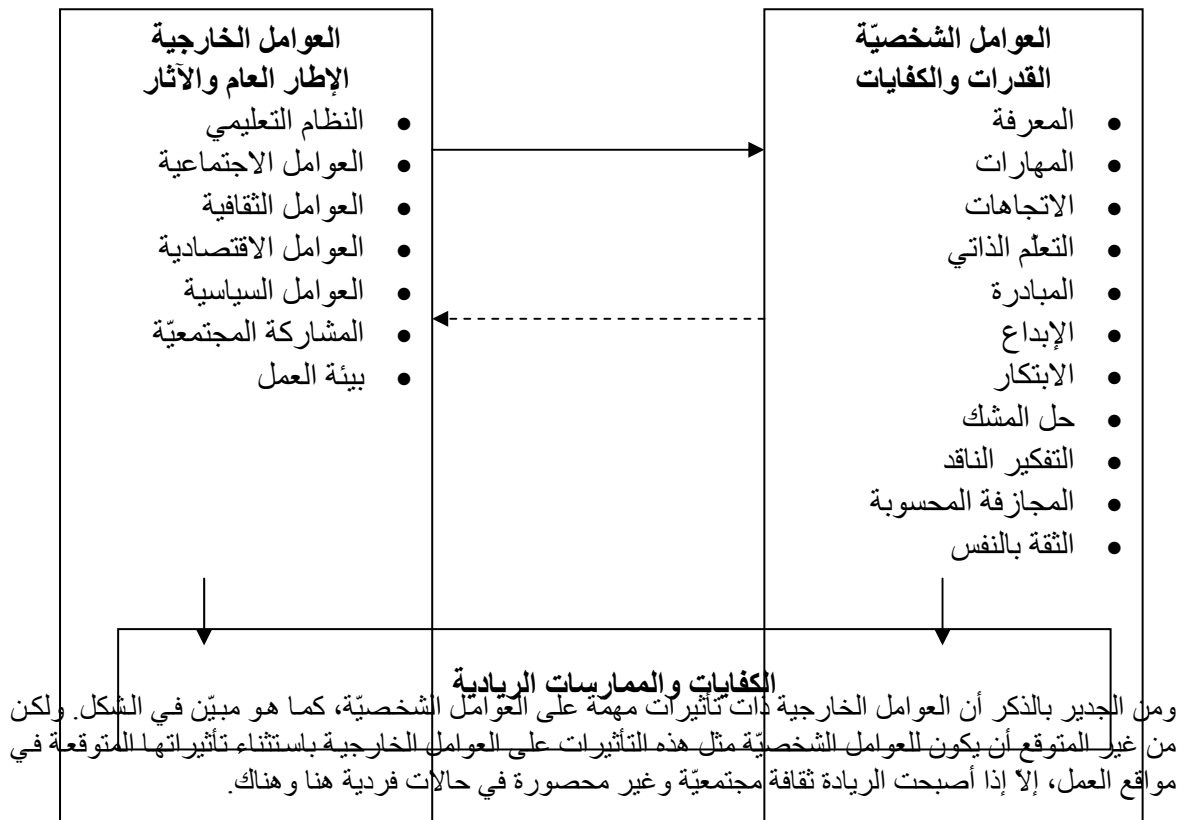 العوامل الشخصيّة
القدرات والكفايات
• المعرفة
• المهارات
• الاتجاهات
• التعلّم الذاتي
• المبادرة
• الإبداع
• الابتكار
• حل المشك
• التفكير الناقد
• المجازفة المحسوبة
• الثقة بالنفس
العوامل الخارجية
الإطار العام والآثار
• النظام التعليمي
• العوامل الاجتماعية
• العوامل الثقافية
• العوامل الاقتصادية
• العوامل السياسية
• المشاركة المجتمعيّة
• بيئة العمل
الكفايات والممارسات الريادية
ومن الجدير بالذكر أن العوامل الخارجية ذات تأثيرات مهمّة على العوامل الشخصيّة، كما هو مبيّن في الشكل. ولكن
من غير المتوقع أن يكون للعوامل الشخصيّة مثل هذه التأثيرات على العوامل الخارجية باستثناء تأثيراتها المتوقعة في
مواقع العمل، إلاّ إذا أصبحت الريادة ثقافة مجتمعيّة وغير محصورة في حالات فردية هنا وهناك.